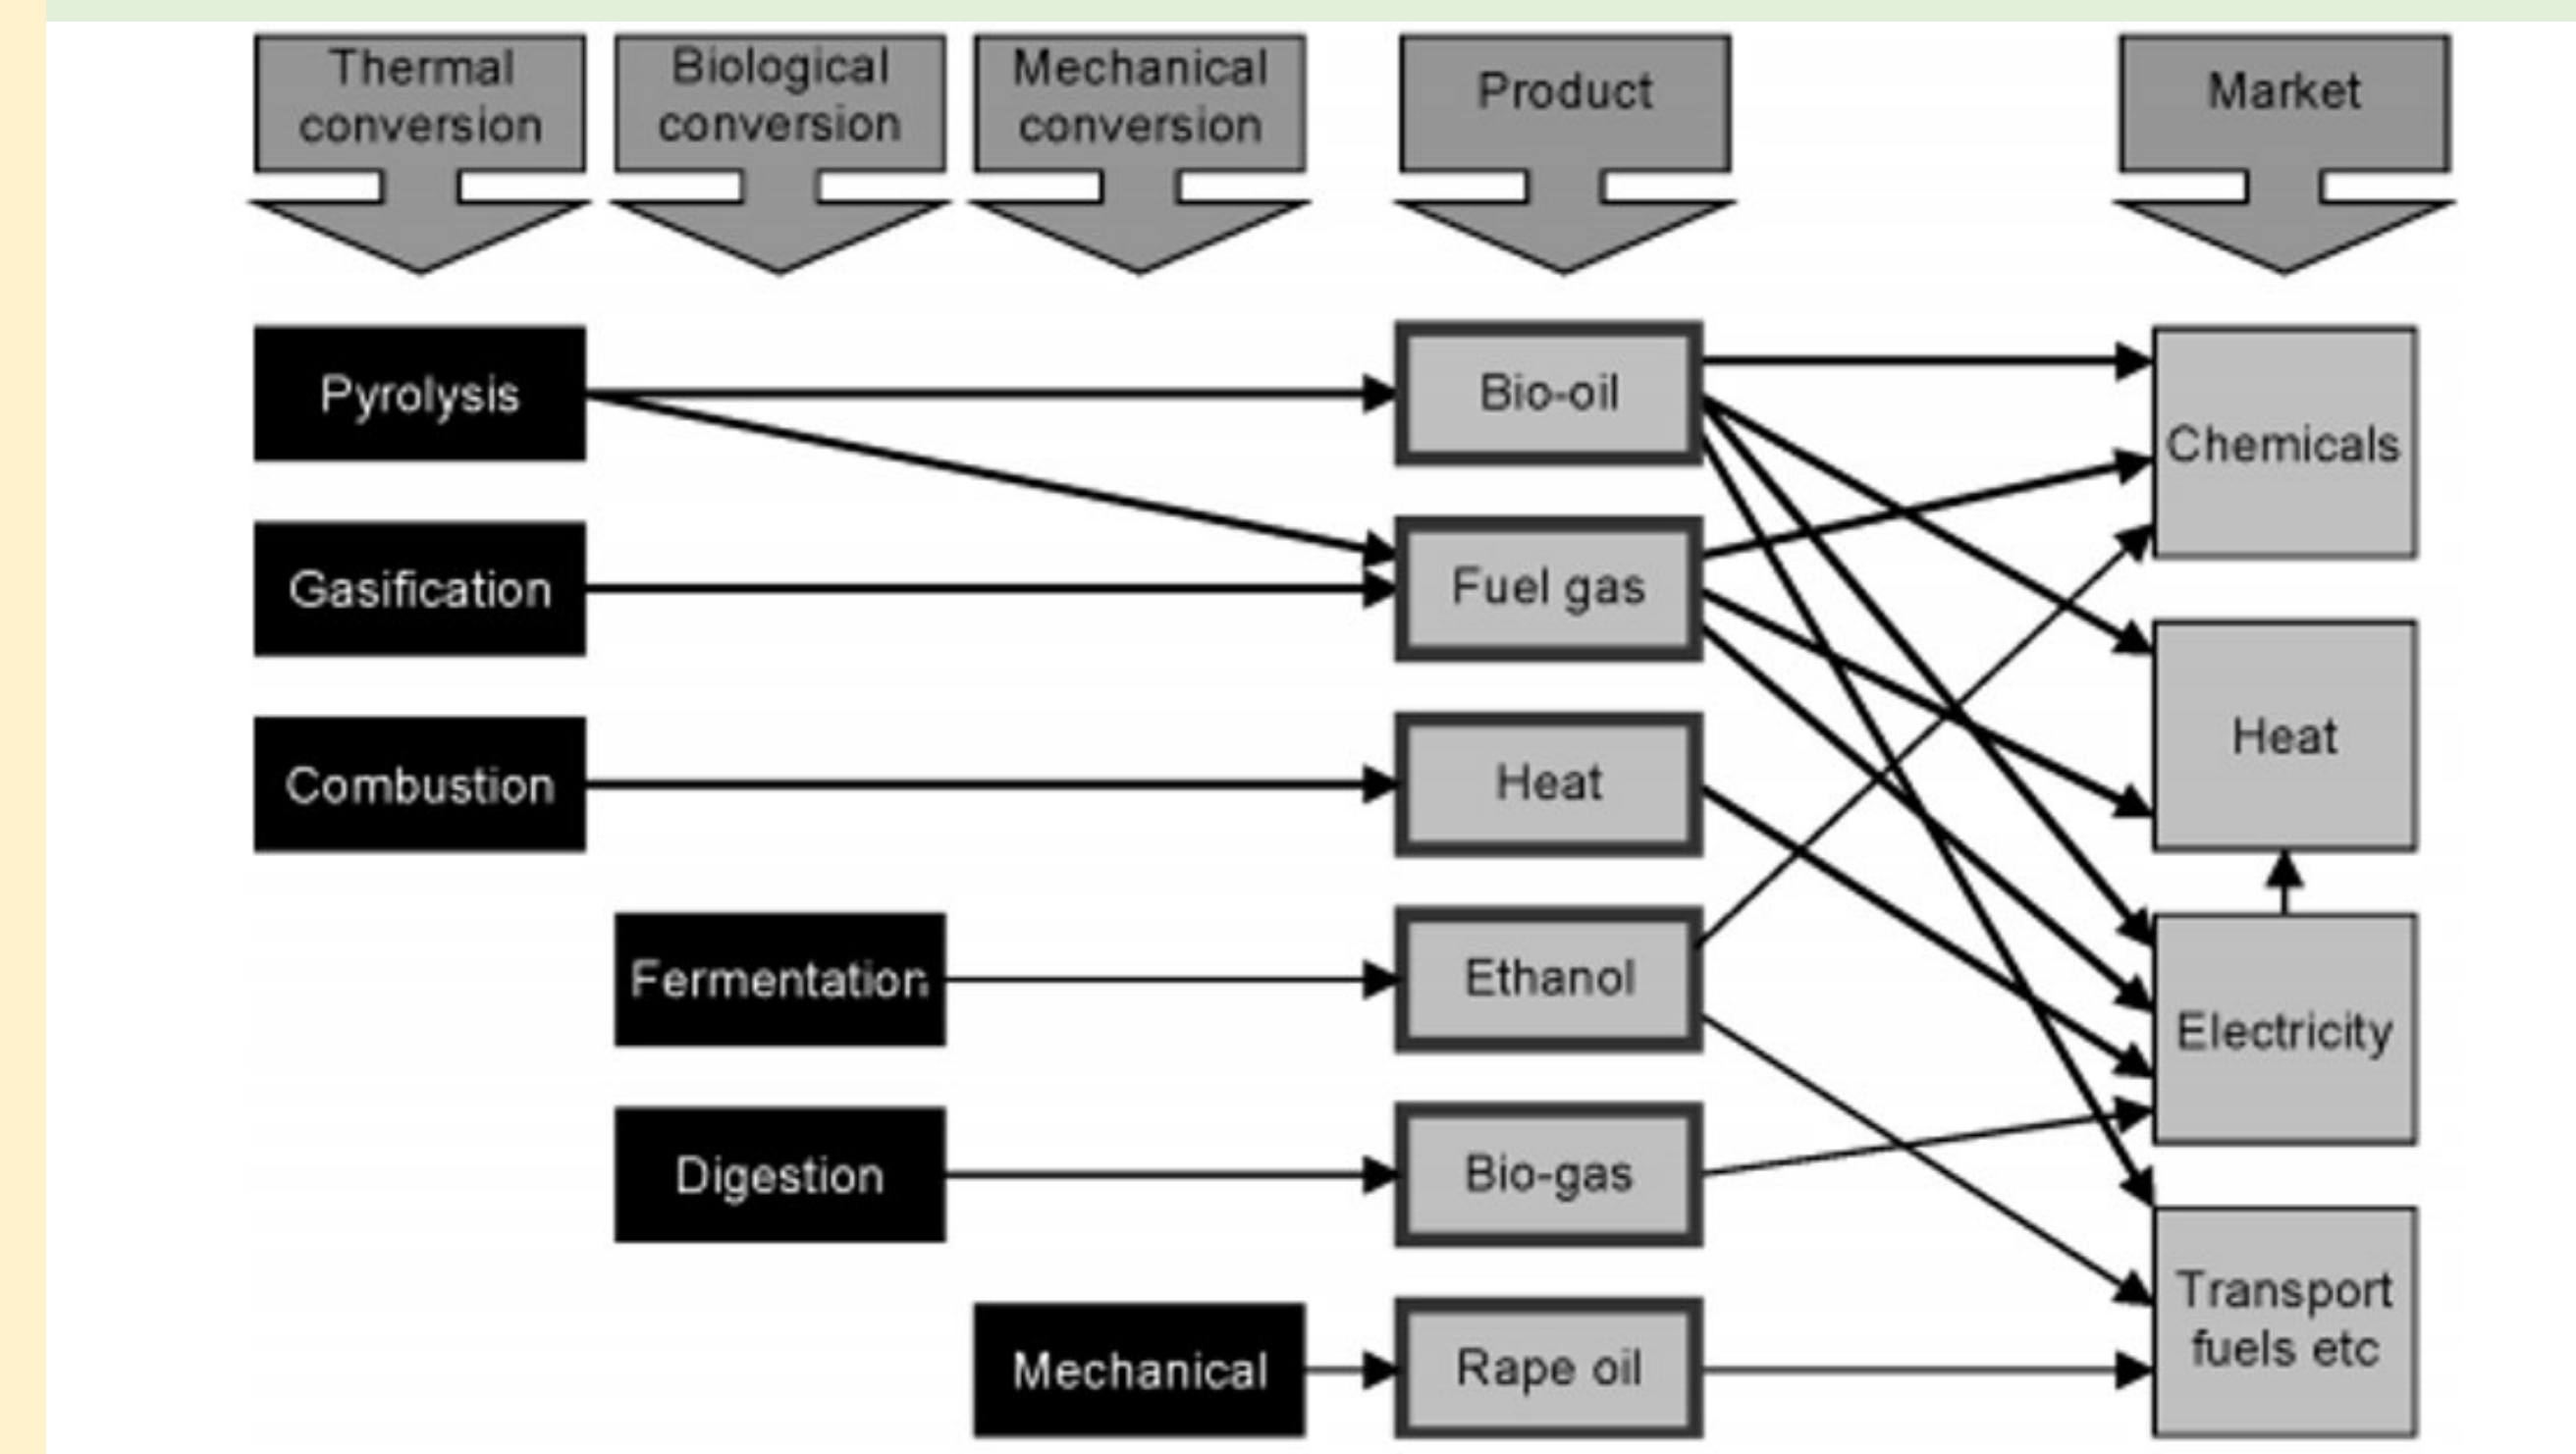 Thermal
conversion
Biological
conversion
Mechanical
conversion
Product
Market
Pyrolysis
Bio-oil
Chemicals
Gasification
Fuel gas
Heat
Combustion
Heat
Fermentation
Ethanol
Electricity
Digestion
Bio-gas
Transport
fuels etc
Mechanical
Rape oil